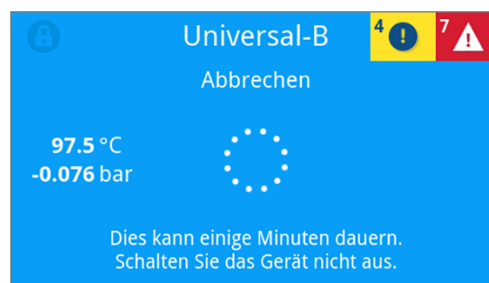 Universal-B
4
7
Abbrechen
97.5 °C
-0.076 bar
Dies kann einige Minuten dauern.
Schalten Sie das Gerät nicht aus.